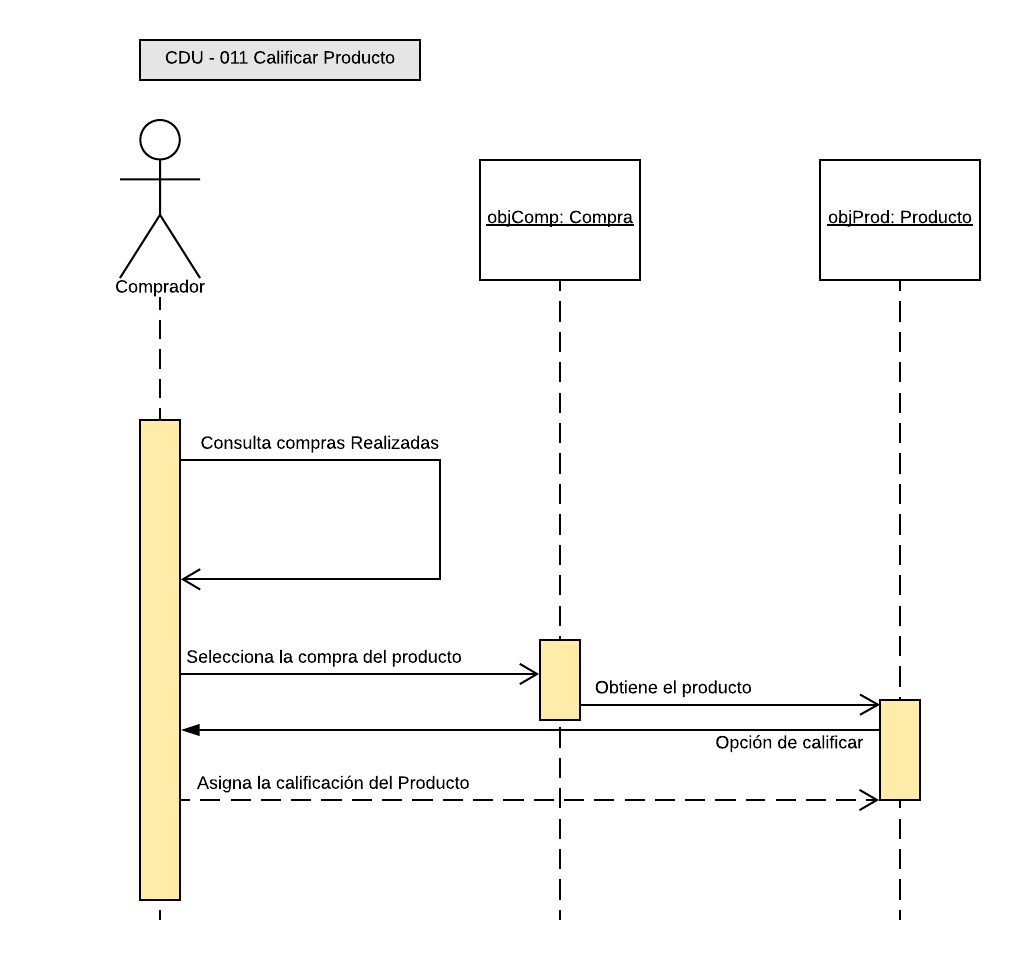 CDU - 011 Calificar Producto
objComp: Compra
objProd: Producto
Comprador
Consulta compras Realizadas
Selecciona la compra del producto
Obtiene el producto
Opción de calificar
Asigna la calificación del Producto